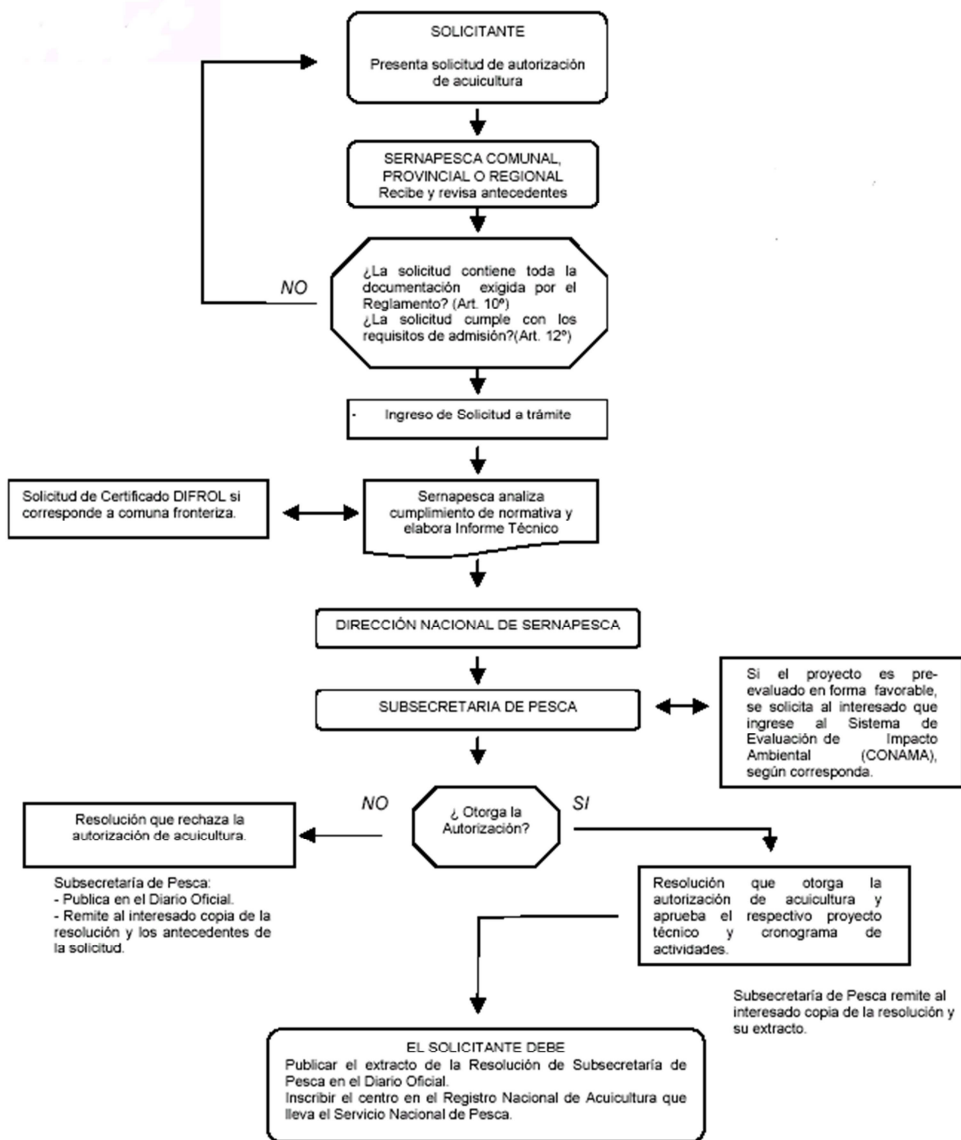 SOLICITANTE
Presenta solicitud de autorización
de acuicultura
SERNAPESCA COMUNAL,
PROVINCIAL O REGIONAL
Recibe y revisa antecedentes
NO
¿La solicitud contiene toda la
documentación exigida por el
Reglamento? (Art. 10º)
¿La solicitud cumple con los
requisitos de admisión?(Art. 12º)
- Ingreso de Solicitud a trámite
Solicitud de Certificado DIFROL si
corresponde a comuna fronteriza.
Sernapesca analiza
cumplimiento de normativa y
elabora Informe Técnico
DIRECCIÓN NACIONAL DE SERNAPESCA
SUBSECRETARIA DE PESCA
Si el proyecto es pre-
evaluado en forma favorable,
se solicita al interesado que
ingrese al Sistema de
Evaluación de Impacto
Ambiental (CONAMA),
según corresponda.
NO
¿ Otorga la
Autorización?
SI
Resolución que rechaza la
autorización de acuicultura.
Subsecretaría de Pesca:
- Publica en el Diario Oficial.
- Remite al interesado copia de la
resolución y los antecedentes de
la solicitud.
Resolución que otorga la
autorización de acuicultura y
aprueba el respectivo proyecto
técnico y cronograma de
actividades.
Subsecretaría de Pesca remite al
interesado copia de la resolución y
su extracto.
EL SOLICITANTE DEBE
Publicar el extracto de la Resolución de Subsecretaría de
Pesca en el Diario Oficial.
Inscribir el centro en el Registro Nacional de Acuicultura que
lleva el Servicio Nacional de Pesca.